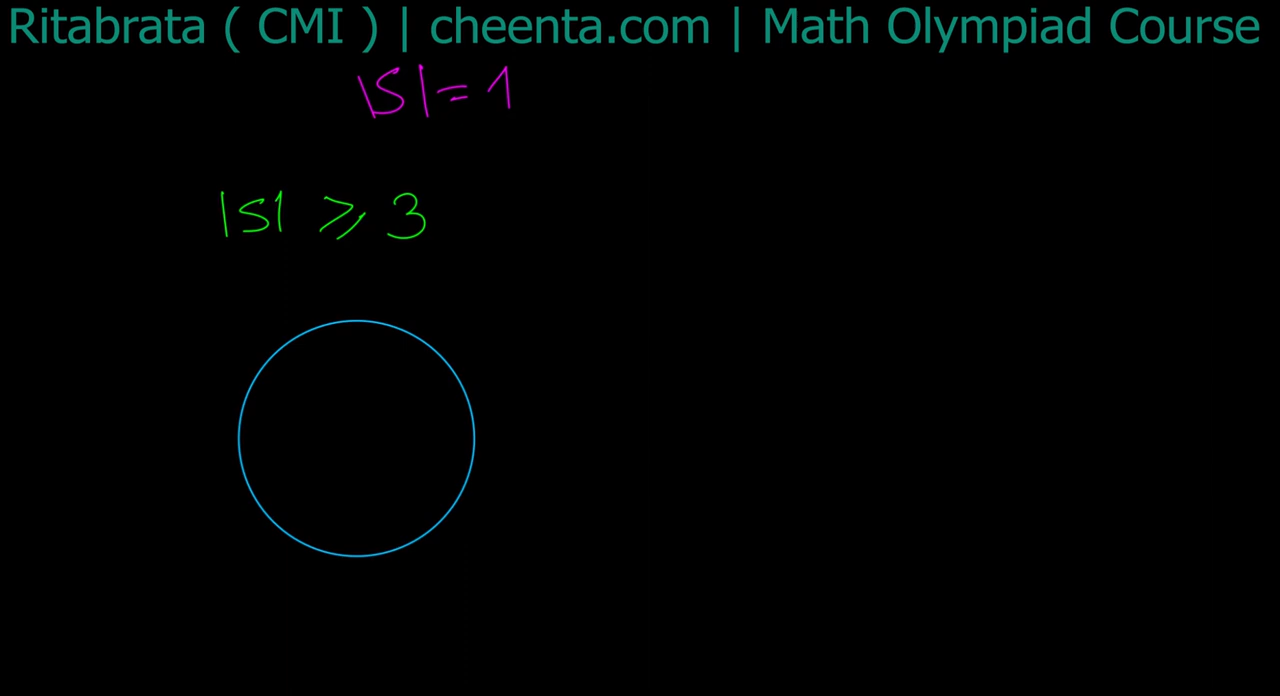 Ritabrata ( CMI ) | cheenta.com | Math Olympiad Course
|S| = 1
|S| ⩾ 3